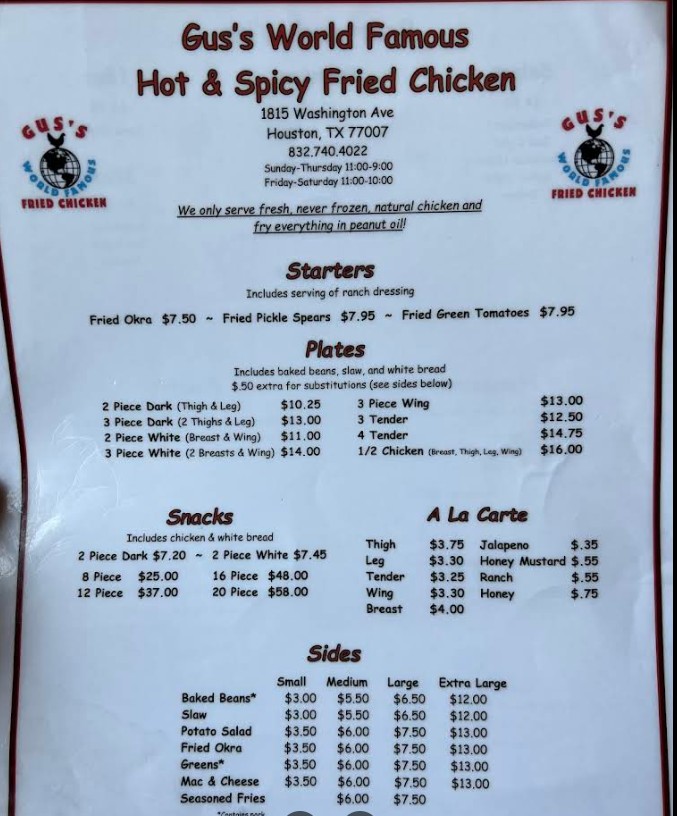 Gus's World Famous
Hot & Spicy Fried Chicken
1815 Washington Ave
Houston, TX 77007
832.740.4022
Sunday-Thursday 11:00-9:00
Friday-Saturday 11:00-10:00
GUS'S
WORLD FAMOUS
FRIED CHICKEN
GUS'S
WORLD FAMOUS
FRIED CHICKEN
We only serve fresh, never frozen, natural chicken and
fry everything in peanut oil!
Starters
Includes serving of ranch dressing
Fried Okra $7.50 ~ Fried Pickle Spears $7.95 ~ Fried Green Tomatoes $7.95
Plates
Includes baked beans, slaw, and white bread
$.50 extra for substitutions (see sides below)
2 Piece Dark (Thigh & Leg) $10.25
3 Piece Dark (2 Thighs & Leg) $13.00
2 Piece White (Breast & Wing) $11.00
3 Piece White (2 Breasts & Wing) $14.00
3 Piece Wing $13.00
3 Tender $12.50
4 Tender $14.75
1/2 Chicken (Breast, Thigh, Leg, Wing) $16.00
Snacks
Includes chicken & white bread
2 Piece Dark $7.20 ~ 2 Piece White $7.45
8 Piece $25.00 16 Piece $48.00
12 Piece $37.00 20 Piece $58.00
A La Carte
Thigh $3.75 Jalapeno $.35
Leg $3.30 Honey Mustard $.55
Tender $3.25 Ranch $.55
Wing $3.30 Honey $.75
Breast $4.00
Sides
Small Medium Large Extra Large
Baked Beans* $3.00 $5.50 $6.50 $12.00
Slaw $3.00 $5.50 $6.50 $12.00
Potato Salad $3.50 $6.00 $7.50 $13.00
Fried Okra $3.50 $6.00 $7.50 $13.00
Greens* $3.50 $6.00 $7.50 $13.00
Mac & Cheese $3.50 $6.00 $7.50 $13.00
Seasoned Fries $6.00 $7.50
*Contains pork